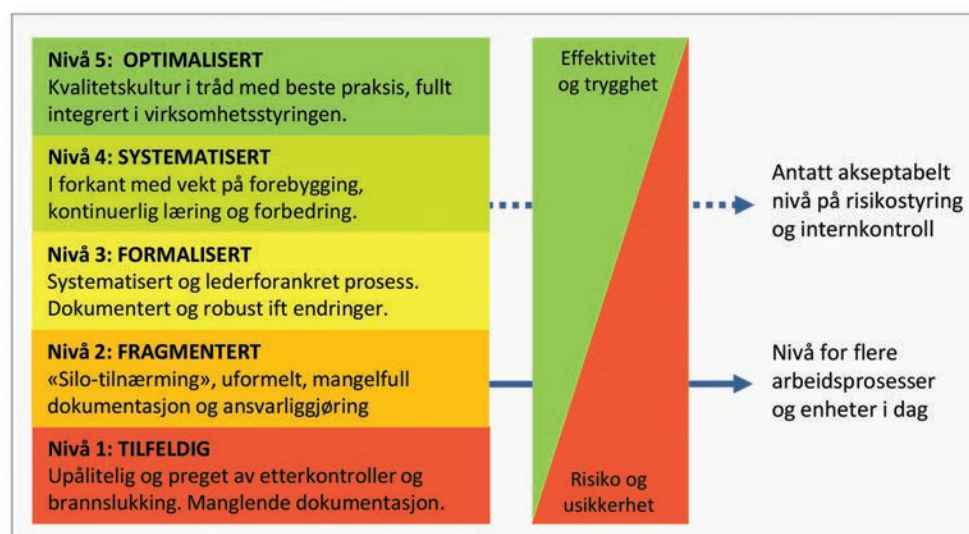 Nivå 5: OPTIMALISERT
Kvalitetskultur i tråd med beste praksis, fullt
integrert i virksomhetsstyringen.
Nivå 4: SYSTEMATISERT
I forkant med vekt på forebygging,
kontinuerlig læring og forbedring.
Nivå 3: FORMALISERT
Systematisert og lederforankret prosess.
Dokumentert og robust ift endringer.
Nivå 2: FRAGMENTERT
«Silo-tilnærming», uformelt, mangelfull
dokumentasjon og ansvarliggjøring
Nivå 1: TILFELDIG
Upålitelig og preget av etterkontroller og
brannslukking. Manglende dokumentasjon.
Effektivitet
og trygghet
Risiko og
usikkerhet
Antatt akseptabelt
nivå på risikostyring
og internkontroll
Nivå for flere
arbeidsprosesser
og enheter i dag